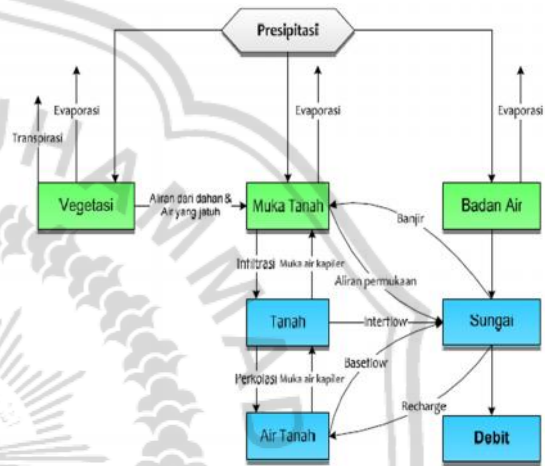 Presipitasi
Evaporasi
Evaporasi
Evaporasi
Transpirasi
Vegetasi
Aliran dari dahan &
Air yang jatuh
Muka Tanah
Badan Air
Banjir
Infiltrasi
Muka air kapiler
Aliran permukaan
Tanah
Interflow
Sungai
Perkolasi
Muka air kapiler
Baseflow
Recharge
Air Tanah
Debit
UHAMMAD